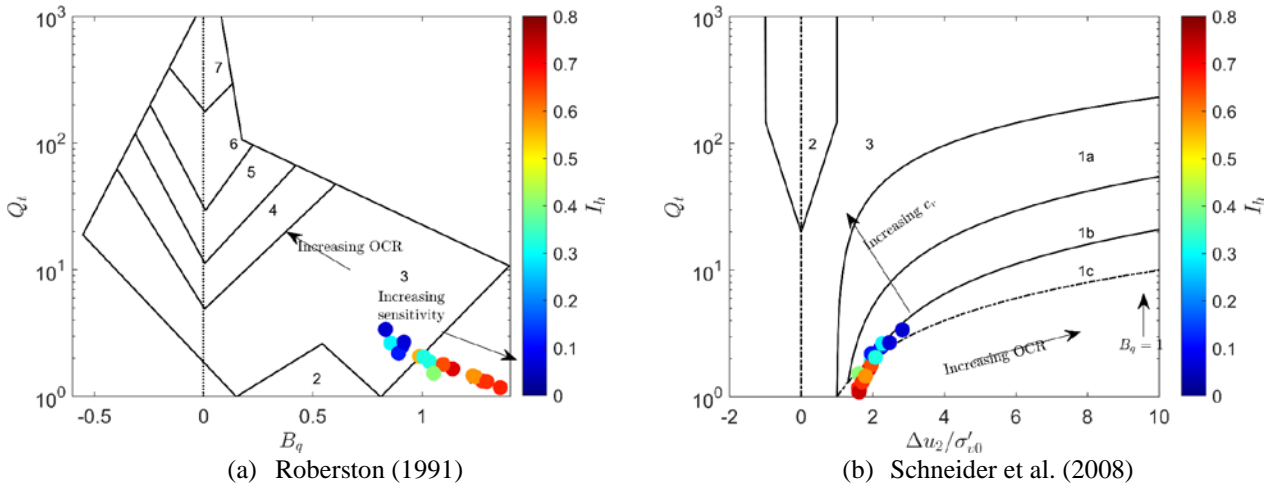 10³
10²
10¹
10⁰
Q_t
-0.5
0
0.5
1
B_q
7
6
5
4
3
2
Increasing OCR
Increasing
sensitivity
0.8
0.7
0.6
0.5
0.4
0.3
0.2
0.1
0
I_b
(a) Roberston (1991)
10³
10²
10¹
10⁰
Q_t
-2
0
2
4
6
8
10
Δu₂/σ′_v0
2
3
1a
1b
1c
Increasing c_v
Increasing OCR
B_q = 1
0.8
0.7
0.6
0.5
0.4
0.3
0.2
0.1
0
I_b
(b) Schneider et al. (2008)